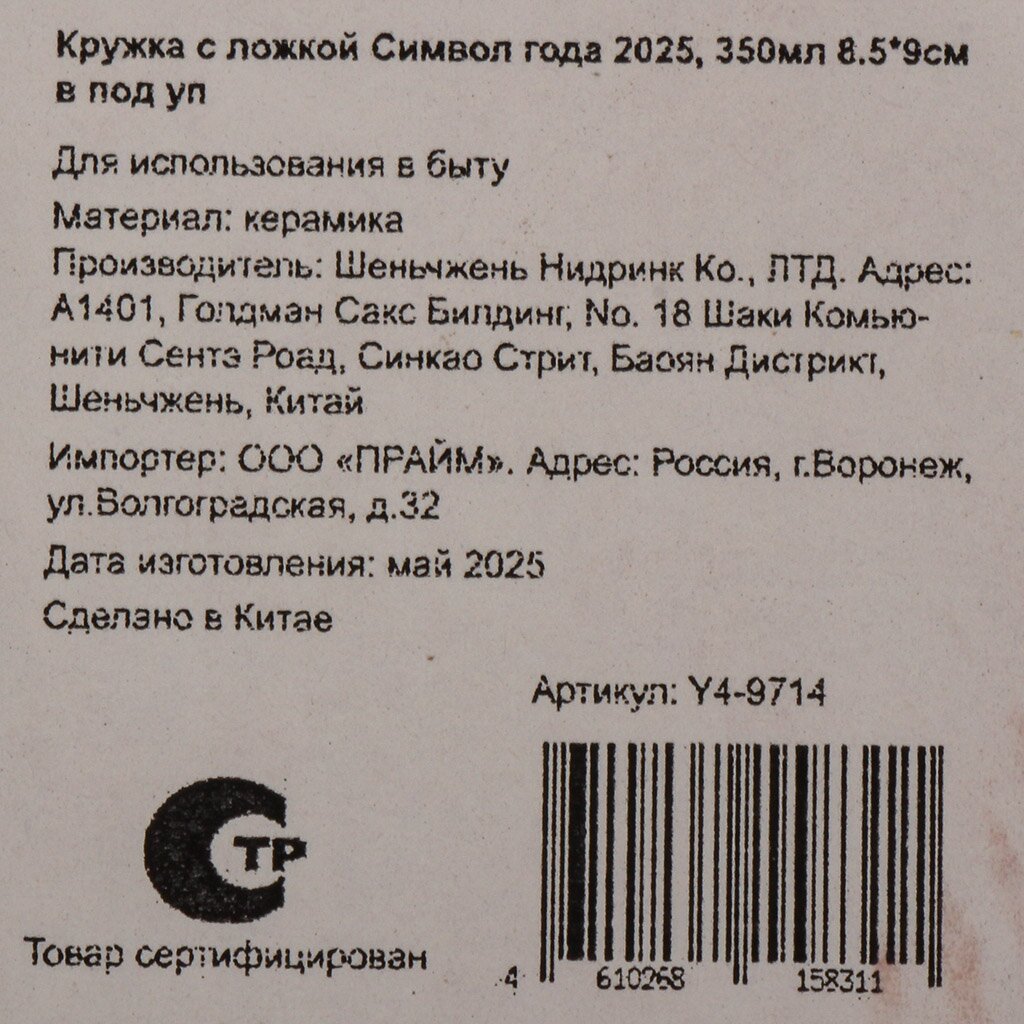 Кружка с ложкой Символ года 2025, 350мл 8.5*9см
в под уп
Для использования в быту
Материал: керамика
Производитель: Шеньчжень Нидринк Ко., ЛТД. Адрес:
А1401, Голдман Сакс Билдинг, No. 18 Шаки Комью-
нити Сентэ Роад, Синкао Стрит, Баоян Дистрикт,
Шеньчжень, Китай
Импортер: ООО «ПРАЙМ». Адрес: Россия, г.Воронеж,
ул.Волгоградская, д.32
Дата изготовления: май 2025
Сделано в Китае
Артикул: Y4-9714
СТР
Товар сертифицирован
4 610268 158311